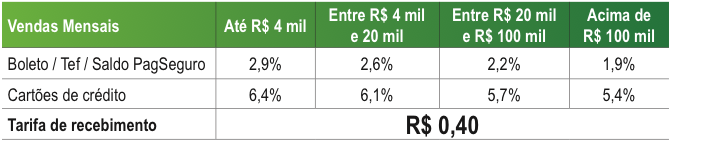 Vendas Mensais Até R$ 4 mil Entre R$ 4 mil e 20 mil Entre R$ 20 mil e R$ 100 mil Acima de R$ 100 mil
Boleto / Tef / Saldo PagSeguro 2,9% 2,6% 2,2% 1,9%
Cartões de crédito 6,4% 6,1% 5,7% 5,4%
Tarifa de recebimento R$ 0,40